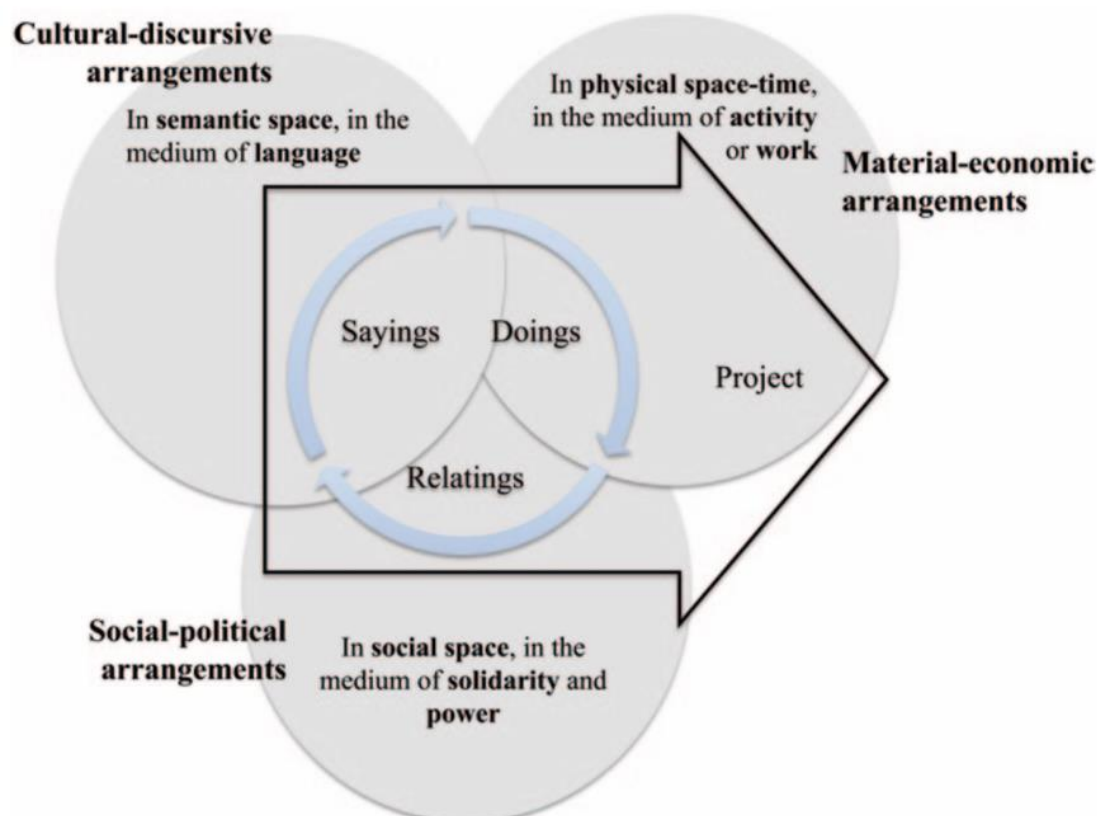 Cultural-discursive
arrangements
In semantic space, in the
medium of language
In physical space-time,
in the medium of activity
or work
Material-economic
arrangements
Sayings
Doings
Project
Relatings
Social-political
arrangements
In social space, in the
medium of solidarity and
power